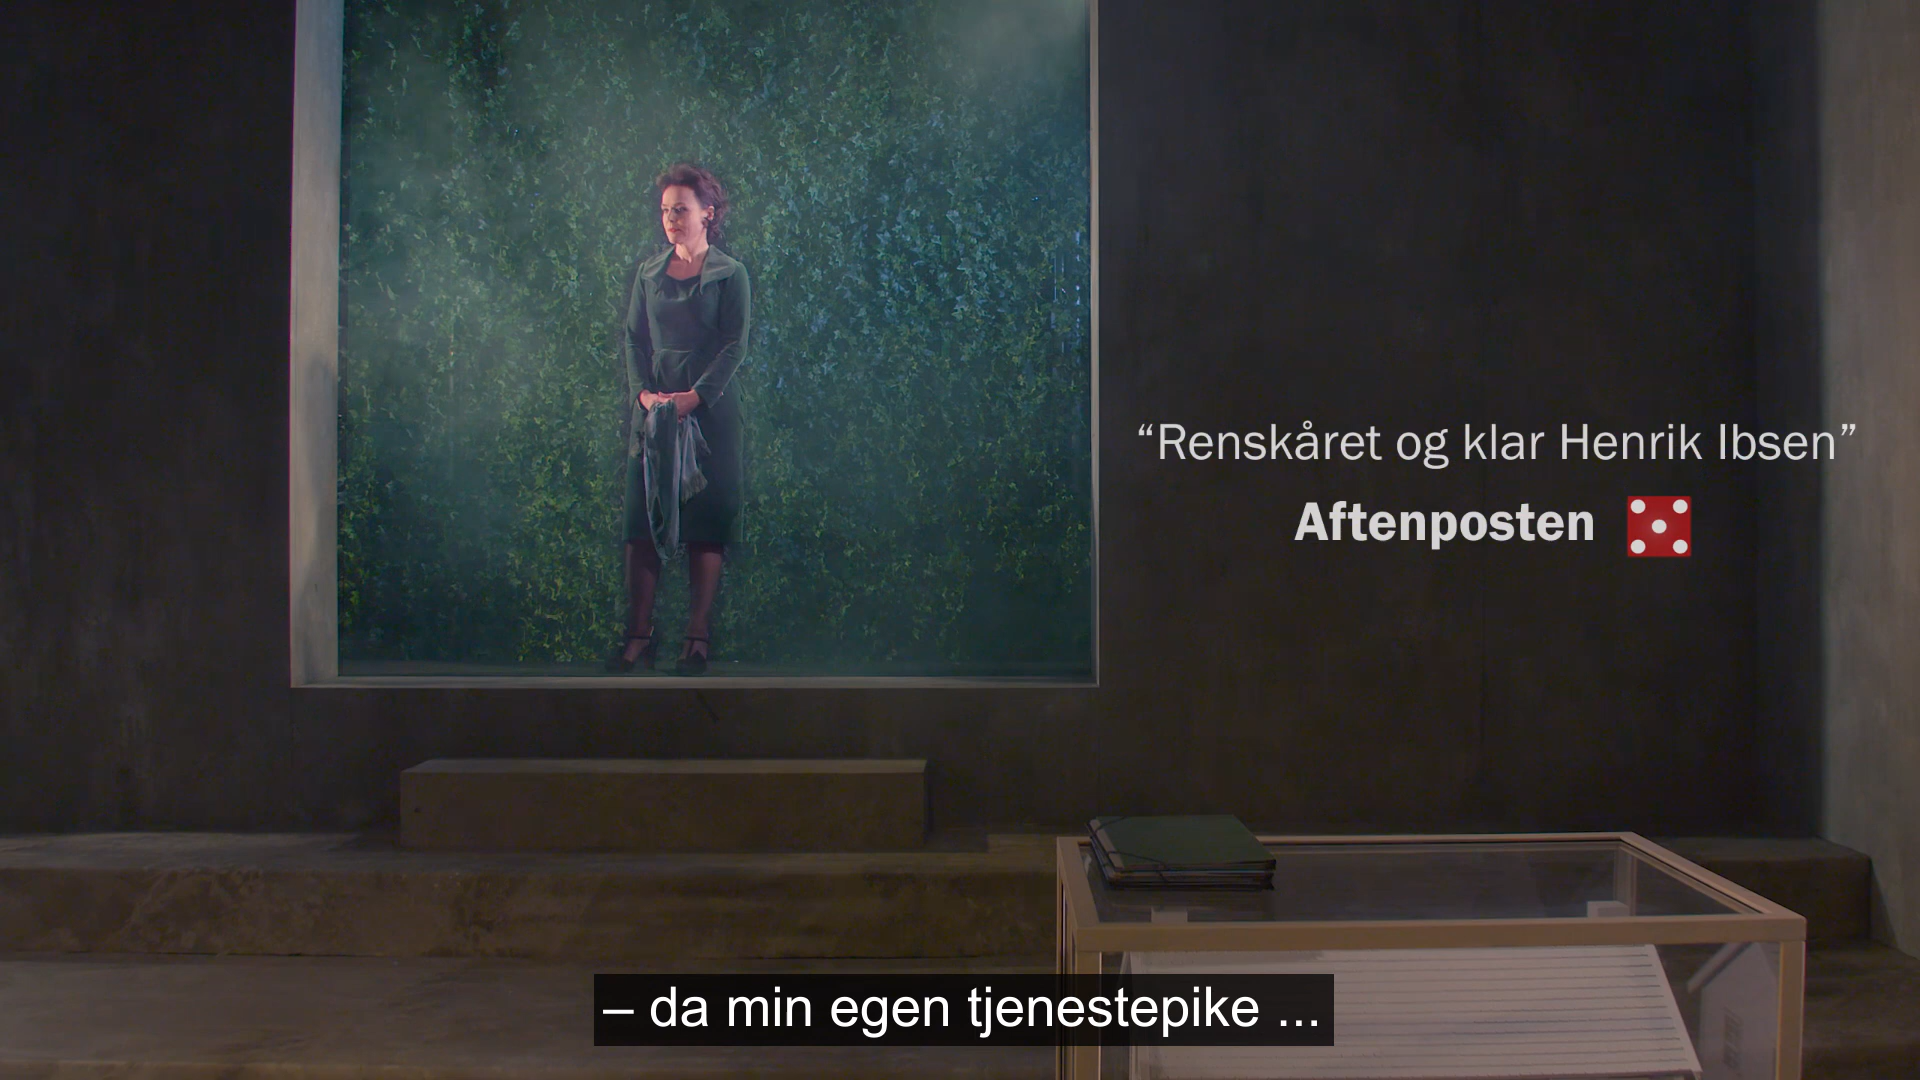 “Renskåret og klar Henrik Ibsen”
Aftenposten
– da min egen tjenestepike ...